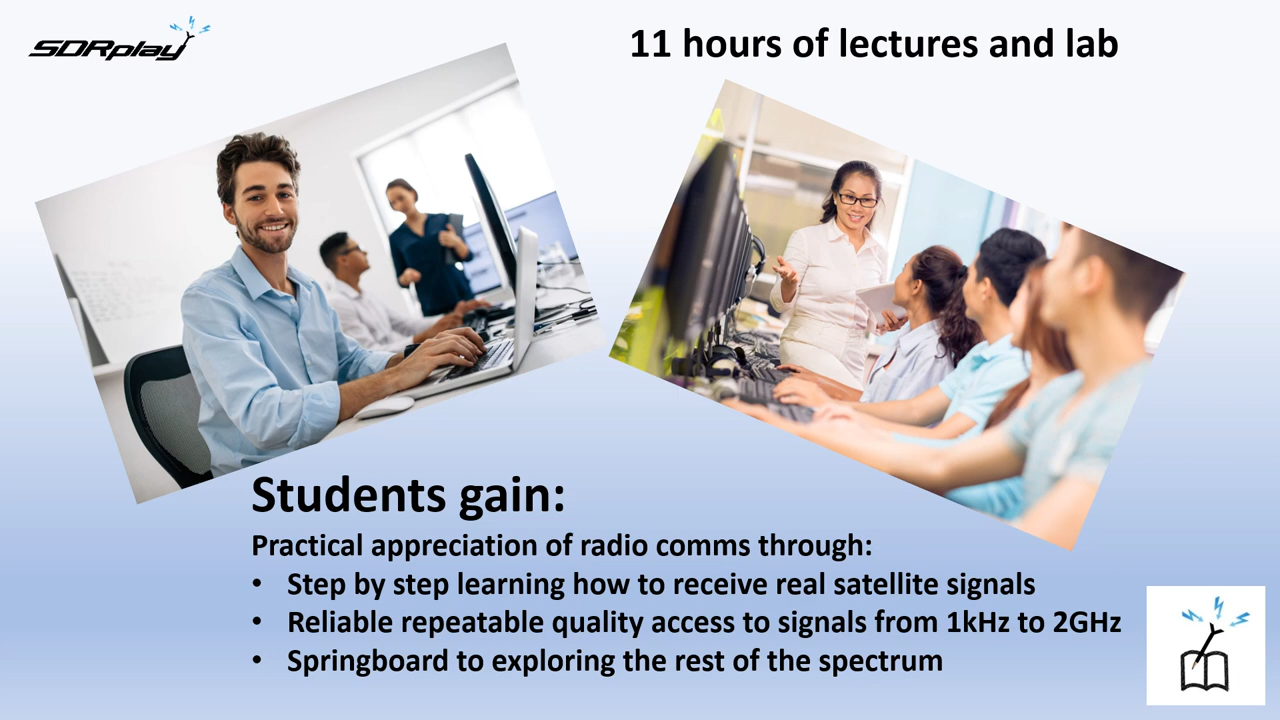 SDRplay
11 hours of lectures and lab
Students gain:
Practical appreciation of radio comms through:
• Step by step learning how to receive real satellite signals
• Reliable repeatable quality access to signals from 1kHz to 2GHz
• Springboard to exploring the rest of the spectrum